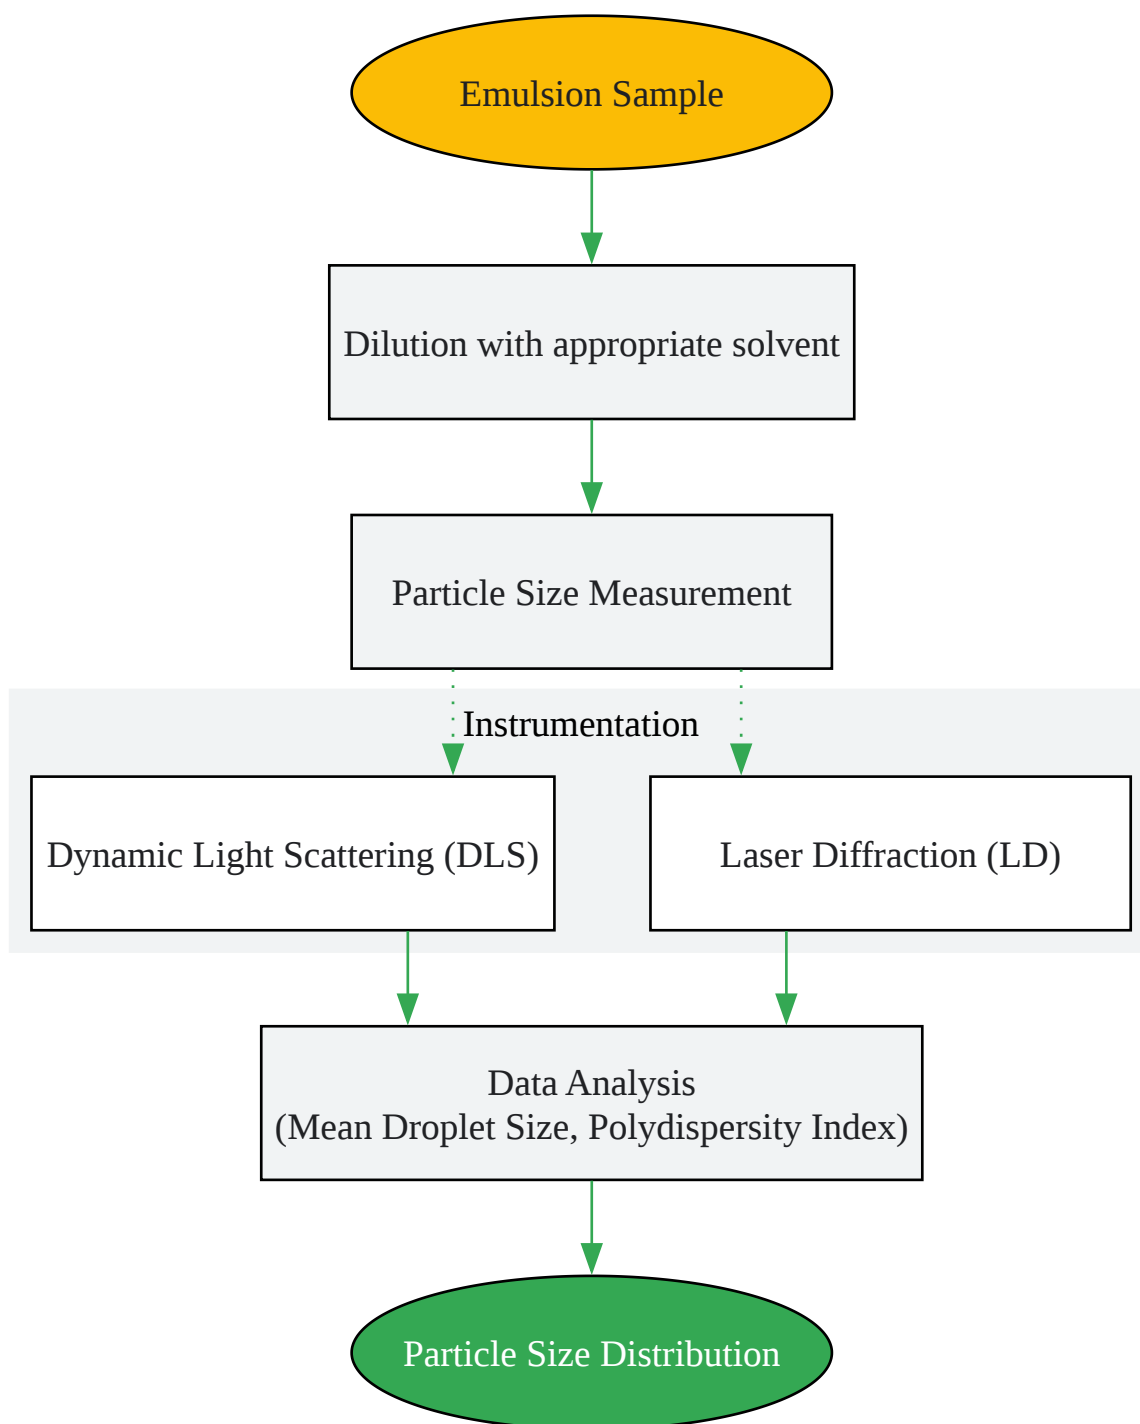 Emulsion Sample
Dilution with appropriate solvent
Particle Size Measurement
Instrumentation
Dynamic Light Scattering (DLS)
Laser Diffraction (LD)
Data Analysis
(Mean Droplet Size, Polydispersity Index)
Particle Size Distribution